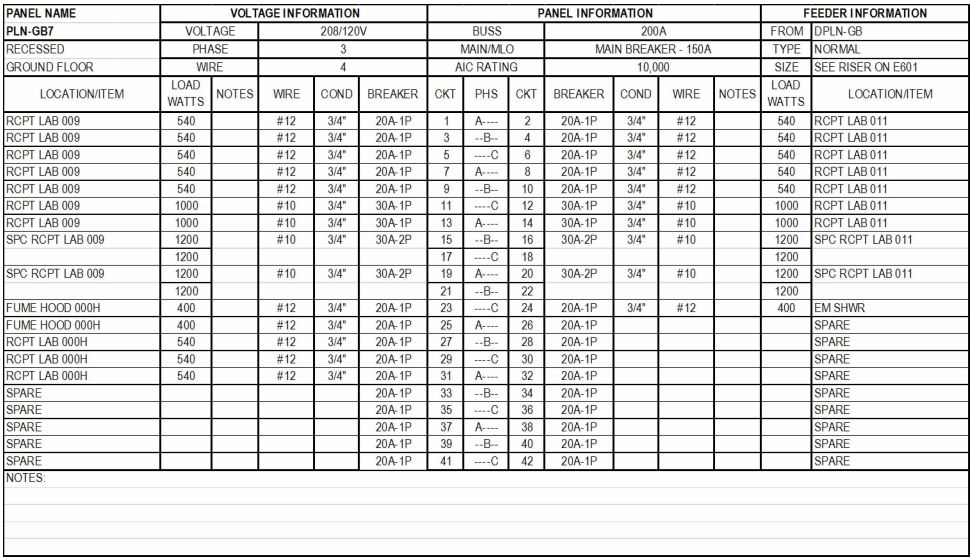 PANEL NAME VOLTAGE INFORMATION PANEL INFORMATION FEEDER INFORMATION
PLN-GB7 VOLTAGE 208/120V BUSS 200A FROM DPLN-GB
RECESSED PHASE 3 MAIN/MLO MAIN BREAKER - 150A TYPE NORMAL
GROUND FLOOR WIRE 4 AIC RATING 10,000 SIZE SEE RISER ON E601
LOCATION/ITEM LOAD WATTS NOTES WIRE COND BREAKER CKT PHS CKT BREAKER COND WIRE NOTES LOAD WATTS LOCATION/ITEM
RCPT LAB 009 540 #12 3/4" 20A-1P 1 A---- 2 20A-1P 3/4" #12 540 RCPT LAB 011
RCPT LAB 009 540 #12 3/4" 20A-1P 3 --B-- 4 20A-1P 3/4" #12 540 RCPT LAB 011
RCPT LAB 009 540 #12 3/4" 20A-1P 5 ----C 6 20A-1P 3/4" #12 540 RCPT LAB 011
RCPT LAB 009 540 #12 3/4" 20A-1P 7 A---- 8 20A-1P 3/4" #12 540 RCPT LAB 011
RCPT LAB 009 540 #12 3/4" 20A-1P 9 --B-- 10 20A-1P 3/4" #12 540 RCPT LAB 011
RCPT LAB 009 1000 #10 3/4" 30A-1P 11 ----C 12 30A-1P 3/4" #10 1000 RCPT LAB 011
RCPT LAB 009 1000 #10 3/4" 30A-1P 13 A---- 14 30A-1P 3/4" #10 1000 RCPT LAB 011
SPC RCPT LAB 009 1200 #10 3/4" 30A-2P 15 --B-- 16 30A-2P 3/4" #10 1200 SPC RCPT LAB 011
1200 17 ----C 18 1200
SPC RCPT LAB 009 1200 #10 3/4" 30A-2P 19 A---- 20 30A-2P 3/4" #10 1200 SPC RCPT LAB 011
1200 21 --B-- 22 1200
FUME HOOD 000H 400 #12 3/4" 20A-1P 23 ----C 24 20A-1P 3/4" #12 400 EM SHWR
FUME HOOD 000H 400 #12 3/4" 20A-1P 25 A---- 26 20A-1P SPARE
RCPT LAB 000H 540 #12 3/4" 20A-1P 27 --B-- 28 20A-1P SPARE
RCPT LAB 000H 540 #12 3/4" 20A-1P 29 ----C 30 20A-1P SPARE
RCPT LAB 000H 540 #12 3/4" 20A-1P 31 A---- 32 20A-1P SPARE
SPARE 20A-1P 33 --B-- 34 20A-1P SPARE
SPARE 20A-1P 35 ----C 36 20A-1P SPARE
SPARE 20A-1P 37 A---- 38 20A-1P SPARE
SPARE 20A-1P 39 --B-- 40 20A-1P SPARE
SPARE 20A-1P 41 ----C 42 20A-1P SPARE
NOTES: